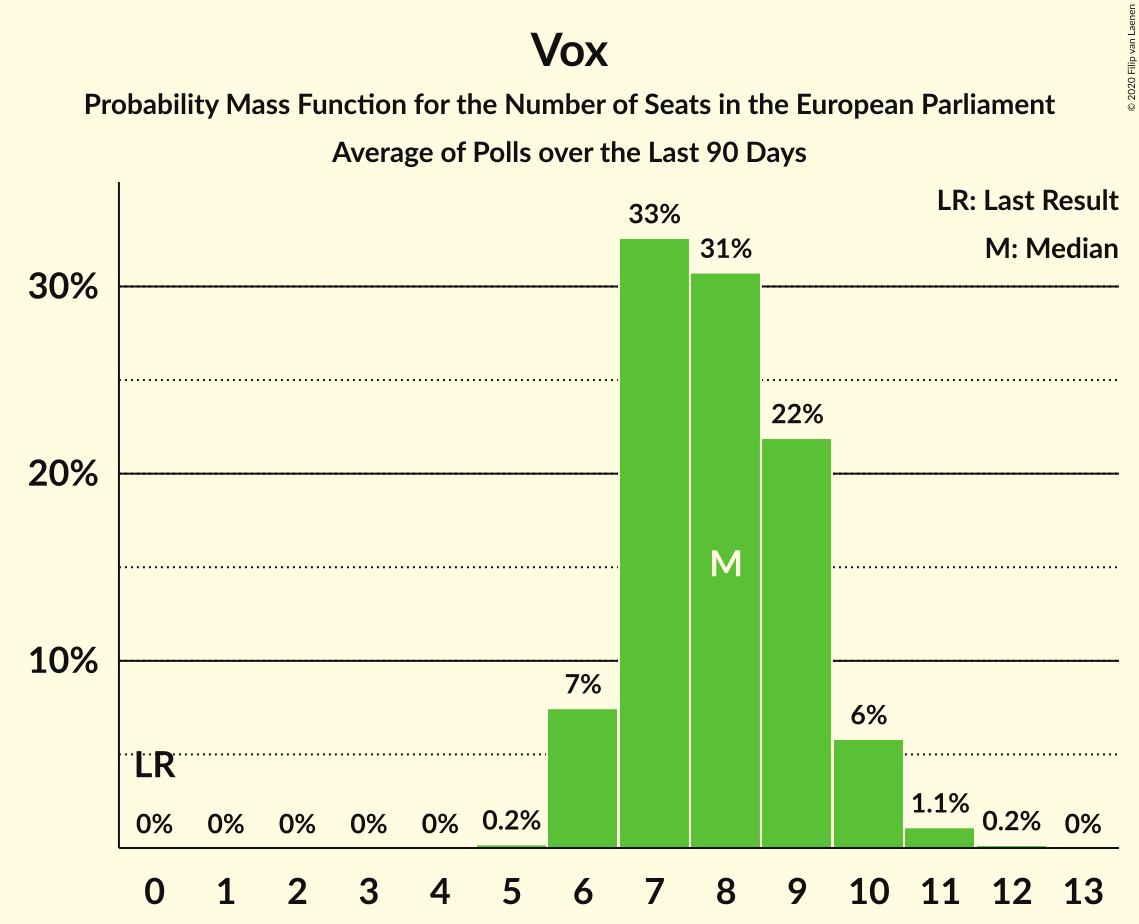 Vox
Probability Mass Function for the Number of Seats in the European Parliament
Average of Polls over the Last 90 Days
© 2020 Filip van Laenen
LR: Last Result
M: Median
30%
20%
10%
33%
31%
22%
7%
6%
1.1%
0.2%
0.2%
0%
0%
0%
0%
0%
0%
LR
M
0 1 2 3 4 5 6 7 8 9 10 11 12 13